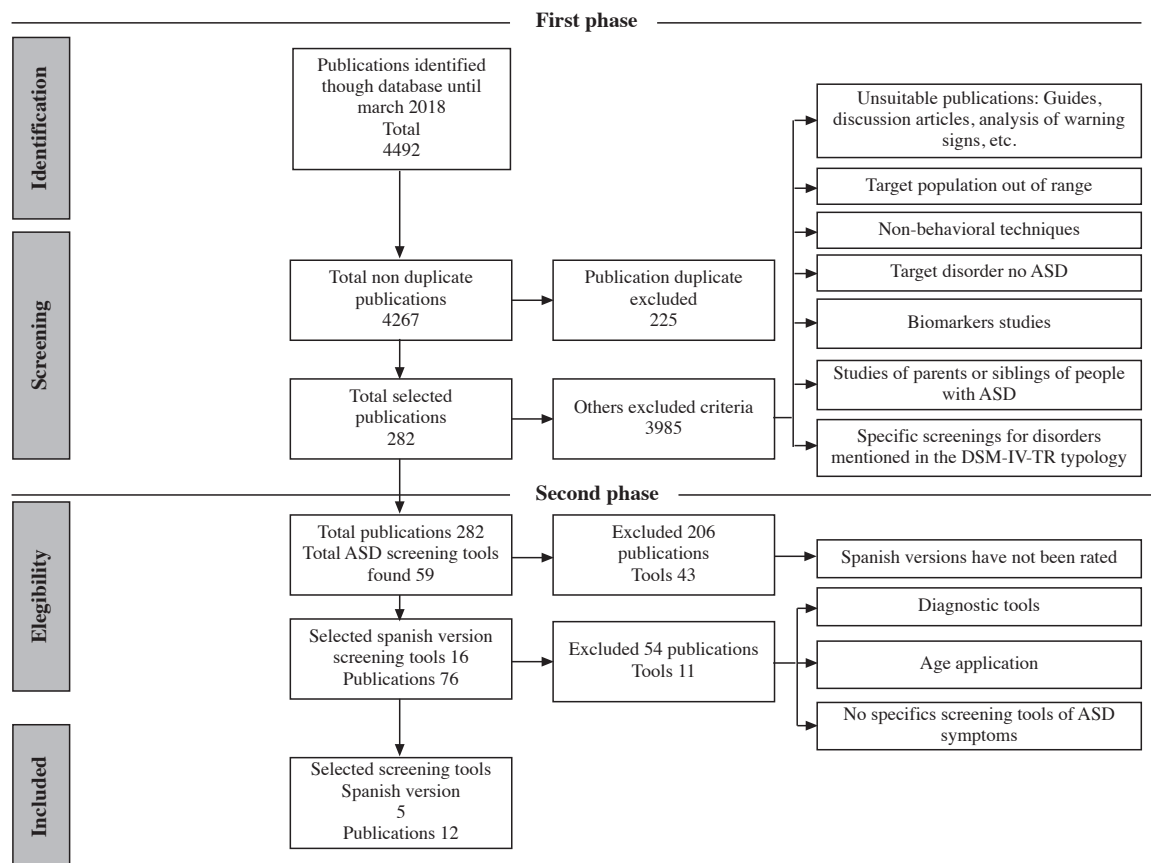 First phase
Identification
Publications identified
though database until
march 2018
Total
4492
Unsuitable publications: Guides,
discussion articles, analysis of warning
signs, etc.
Target population out of range
Non-behavioral techniques
Target disorder no ASD
Biomarkers studies
Studies of parents or siblings of people
with ASD
Specific screenings for disorders
mentioned in the DSM-IV-TR typology
Screening
Total non duplicate
publications
4267
Publication duplicate
excluded
225
Total selected
publications
282
Others excluded criteria
3985
Second phase
Elegibility
Total publications 282
Total ASD screening tools
found 59
Excluded 206
publications
Tools 43
Spanish versions have not been rated
Selected spanish version
screening tools 16
Publications 76
Excluded 54 publications
Tools 11
Diagnostic tools
Age application
No specifics screening tools of ASD
symptoms
Included
Selected screening tools
Spanish version
5
Publications 12